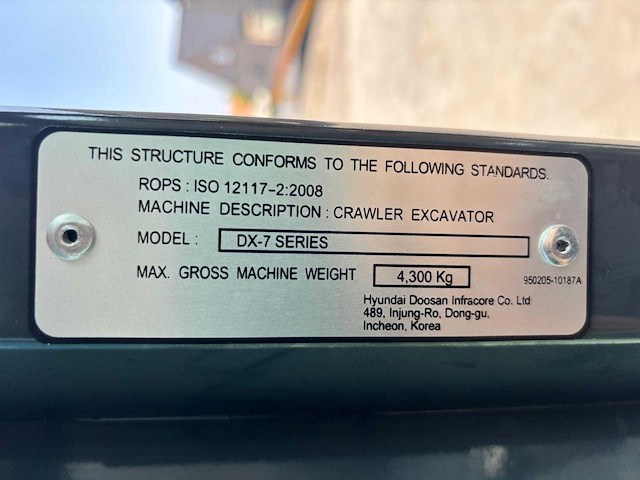 THIS STRUCTURE CONFORMS TO THE FOLLOWING STANDARDS.
ROPS : ISO 12117-2:2008
MACHINE DESCRIPTION : CRAWLER EXCAVATOR
MODEL : DX-7 SERIES
MAX. GROSS MACHINE WEIGHT 4,300 Kg
950205-10187A
Hyundai Doosan Infracore Co. Ltd
489, Injung-Ro, Dong-gu,
Incheon, Korea